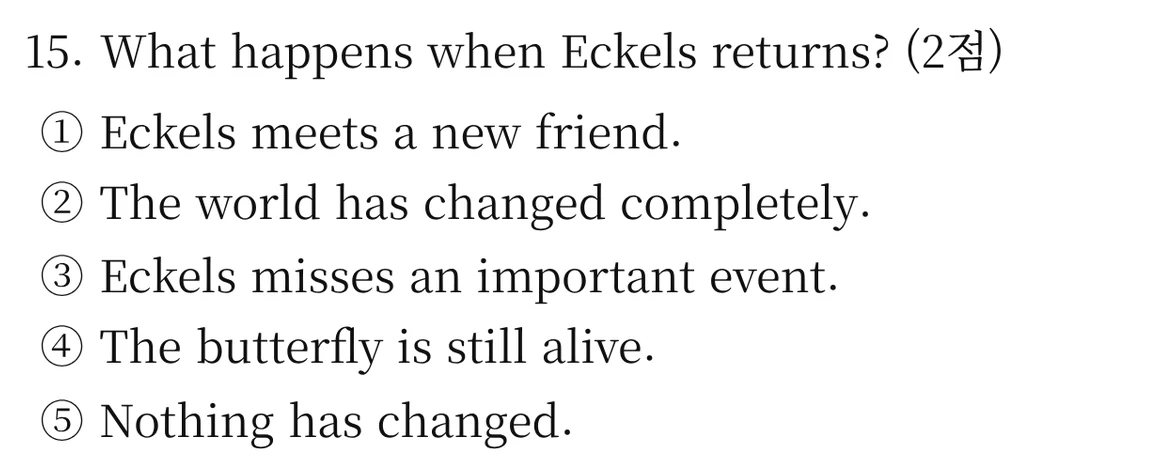 15. What happens when Eckels returns? (2점)
① Eckels meets a new friend.
② The world has changed completely.
③ Eckels misses an important event.
④ The butterfly is still alive.
⑤ Nothing has changed.